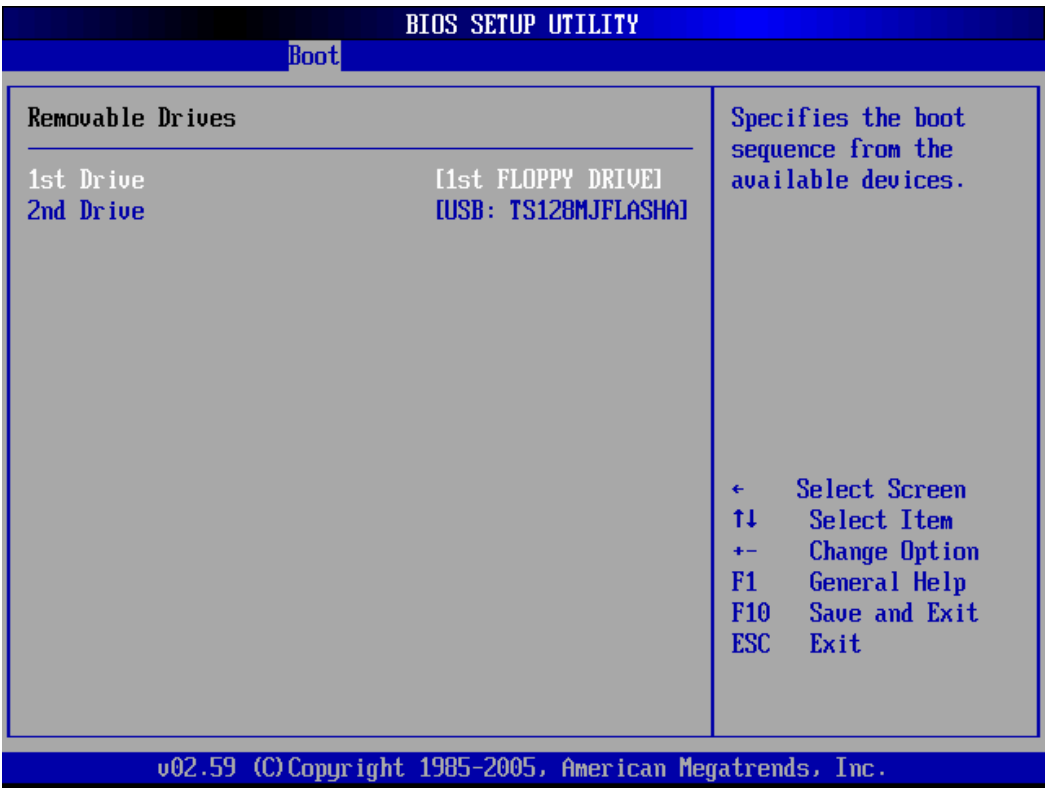 BIOS SETUP UTILITY
Boot
Removable Drives
1st Drive [1st FLOPPY DRIVE]
2nd Drive [USB: TS128MJFLASHA]
Specifies the boot
sequence from the
available devices.
← Select Screen
↑↓ Select Item
+- Change Option
F1 General Help
F10 Save and Exit
ESC Exit
v02.59 (C)Copyright 1985-2005, American Megatrends, Inc.